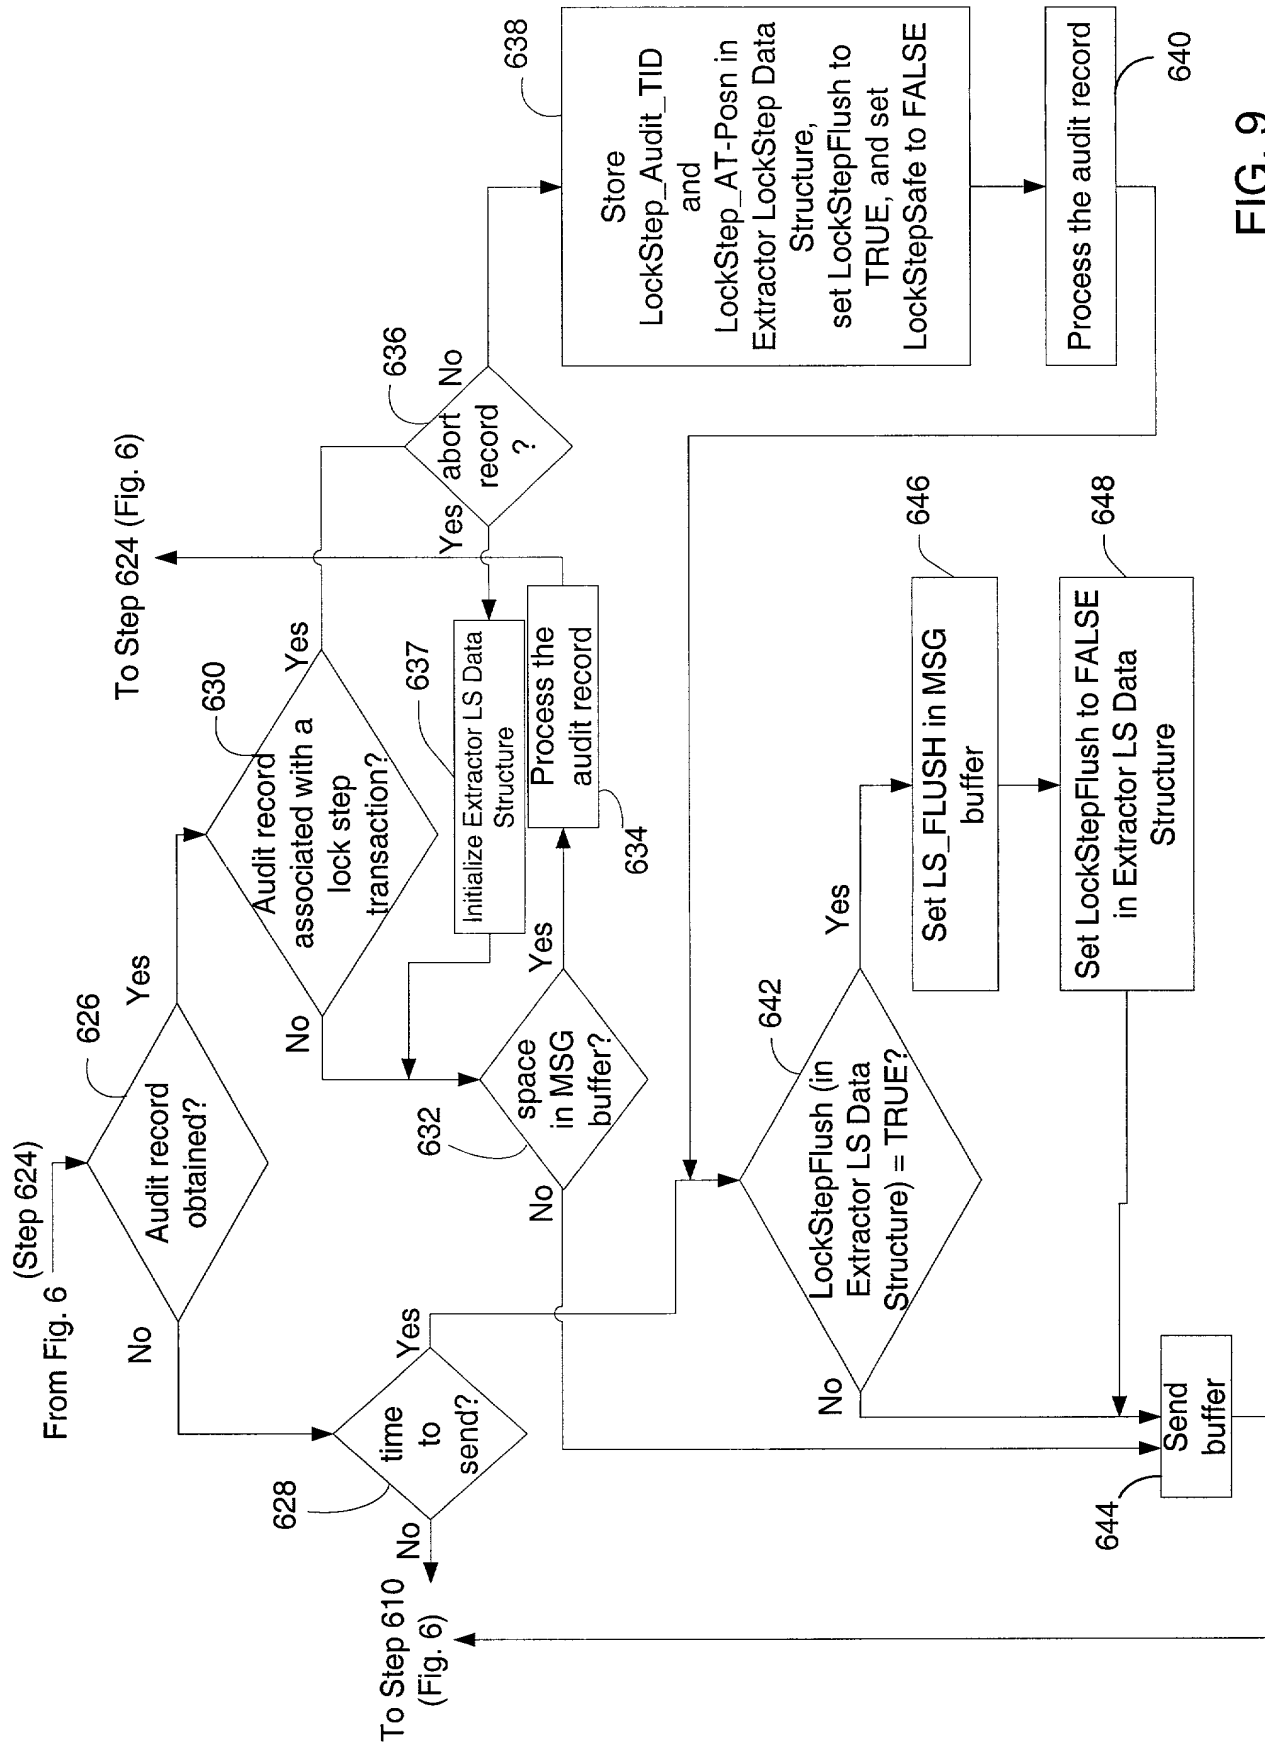 From Fig. 6
(Step 624)
To Step 624 (Fig. 6)
626
Audit record
obtained?
No
Yes
630
Audit record
associated with a
lock step
transaction?
No
Yes
636
abort
record
?
Yes
No
628
time
to
send?
No
Yes
To Step 610
(Fig. 6)
637
Initialize Extractor LS Data
Structure
632
space
in MSG
buffer?
No
Yes
Process the
audit record
634
638
Store
LockStep_Audit_TID
and
LockStep_AT-Posn in
Extractor LockStep Data
Structure,
set LockStepFlush to
TRUE, and set
LockStepSafe to FALSE
Process the audit record
640
642
LockStepFlush (in
Extractor LS Data
Structure) = TRUE?
No
Yes
646
Set LS_FLUSH in MSG
buffer
648
Set LockStepFlush to FALSE
in Extractor LS Data
Structure
644
Send
buffer
FIG. 9